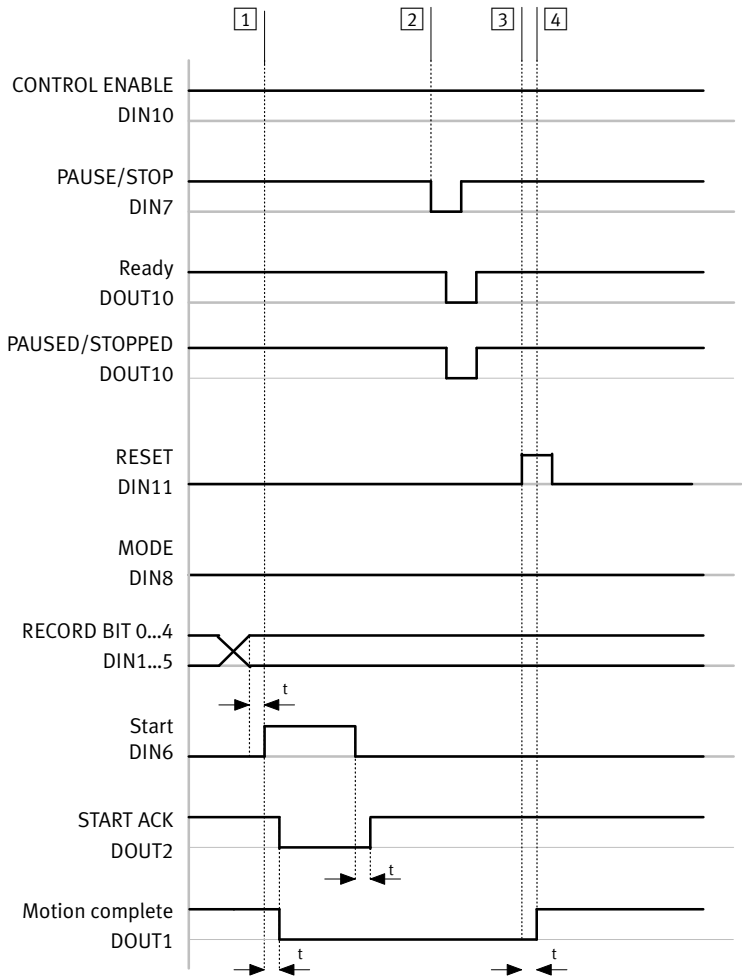 1 2 3 4
CONTROL ENABLE
DIN10
PAUSE/STOP
DIN7
Ready
DOUT10
PAUSED/STOPPED
DOUT10
RESET
DIN11
MODE
DIN8
RECORD BIT 0...4
DIN1...5
t
Start
DIN6
START ACK
DOUT2
t
Motion complete
DOUT1
t t